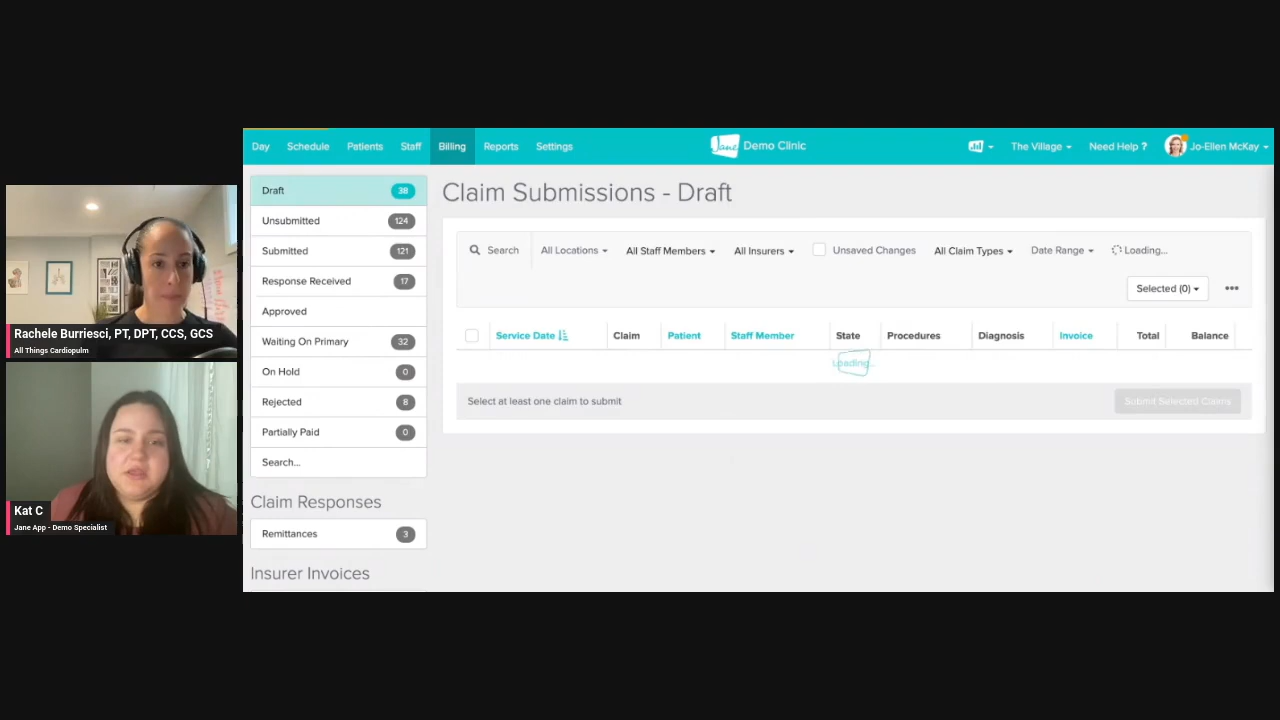 Rachele Burriesci, PT, DPT, CCS, GCS
All Things Cardiopulm
Kat C
Jane App - Demo Specialist
Day Schedule Patients Staff Billing Reports Settings
Jane Demo Clinic
The Village Need Help ? Jo-Ellen McKay
Draft 38
Unsubmitted 124
Submitted 121
Response Received 17
Approved
Waiting On Primary 32
On Hold 0
Rejected 8
Partially Paid 0
Search...
Claim Responses
Remittances 3
Insurer Invoices
Claim Submissions - Draft
Search All Locations All Staff Members All Insurers Unsaved Changes All Claim Types Date Range Loading...
Selected (0)
Service Date Claim Patient Staff Member State Procedures Diagnosis Invoice Total Balance
Loading...
Select at least one claim to submit Submit Selected Claims